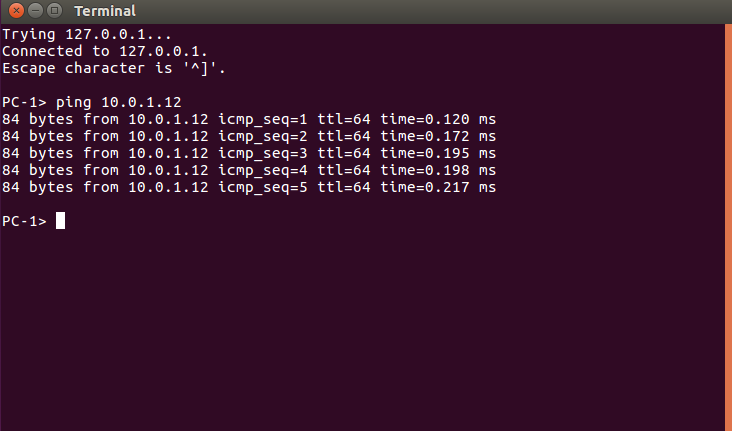 Terminal
Trying 127.0.0.1...
Connected to 127.0.0.1.
Escape character is '^]'.
PC-1> ping 10.0.1.12
84 bytes from 10.0.1.12 icmp_seq=1 ttl=64 time=0.120 ms
84 bytes from 10.0.1.12 icmp_seq=2 ttl=64 time=0.172 ms
84 bytes from 10.0.1.12 icmp_seq=3 ttl=64 time=0.195 ms
84 bytes from 10.0.1.12 icmp_seq=4 ttl=64 time=0.198 ms
84 bytes from 10.0.1.12 icmp_seq=5 ttl=64 time=0.217 ms
PC-1>